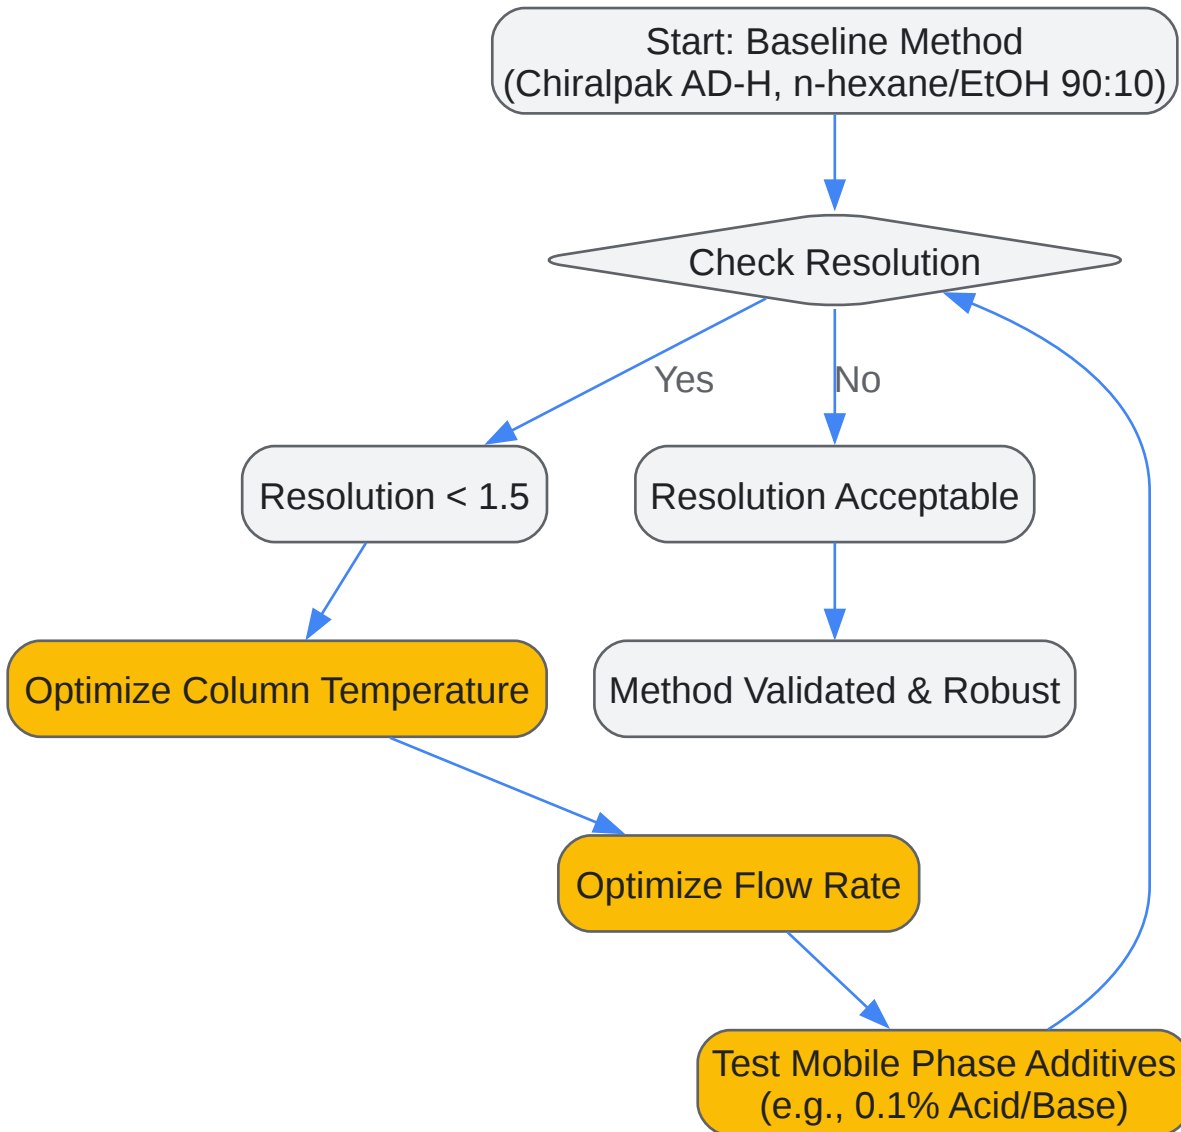 Start: Baseline Method
(Chiralpak AD-H, n-hexane/EtOH 90:10)
Check Resolution
Yes
No
Resolution < 1.5
Resolution Acceptable
Optimize Column Temperature
Method Validated & Robust
Optimize Flow Rate
Test Mobile Phase Additives
(e.g., 0.1% Acid/Base)